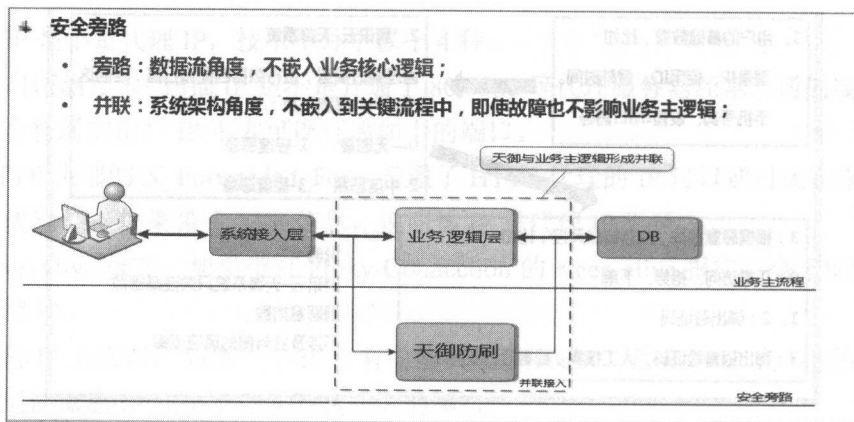 安全旁路
• 旁路：数据流角度，不嵌入业务核心逻辑；
• 并联：系统架构角度，不嵌入到关键流程中，即使故障也不影响业务主逻辑；
天御与业务主逻辑形成并联
系统接入层
业务逻辑层
DB
业务主流程
天御防刷
并联接入
安全旁路